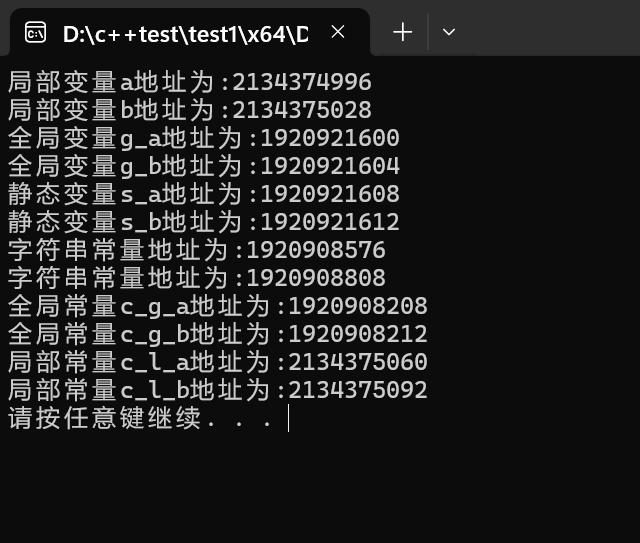 D:\c++test\test1\x64\D
局部变量a地址为:2134374996
局部变量b地址为:2134375028
全局变量g_a地址为:1920921600
全局变量g_b地址为:1920921604
静态变量s_a地址为:1920921608
静态变量s_b地址为:1920921612
字符串常量地址为:1920908576
字符串常量地址为:1920908808
全局常量c_g_a地址为:1920908208
全局常量c_g_b地址为:1920908212
局部常量c_l_a地址为:2134375060
局部常量c_l_b地址为:2134375092
请按任意键继续. . .